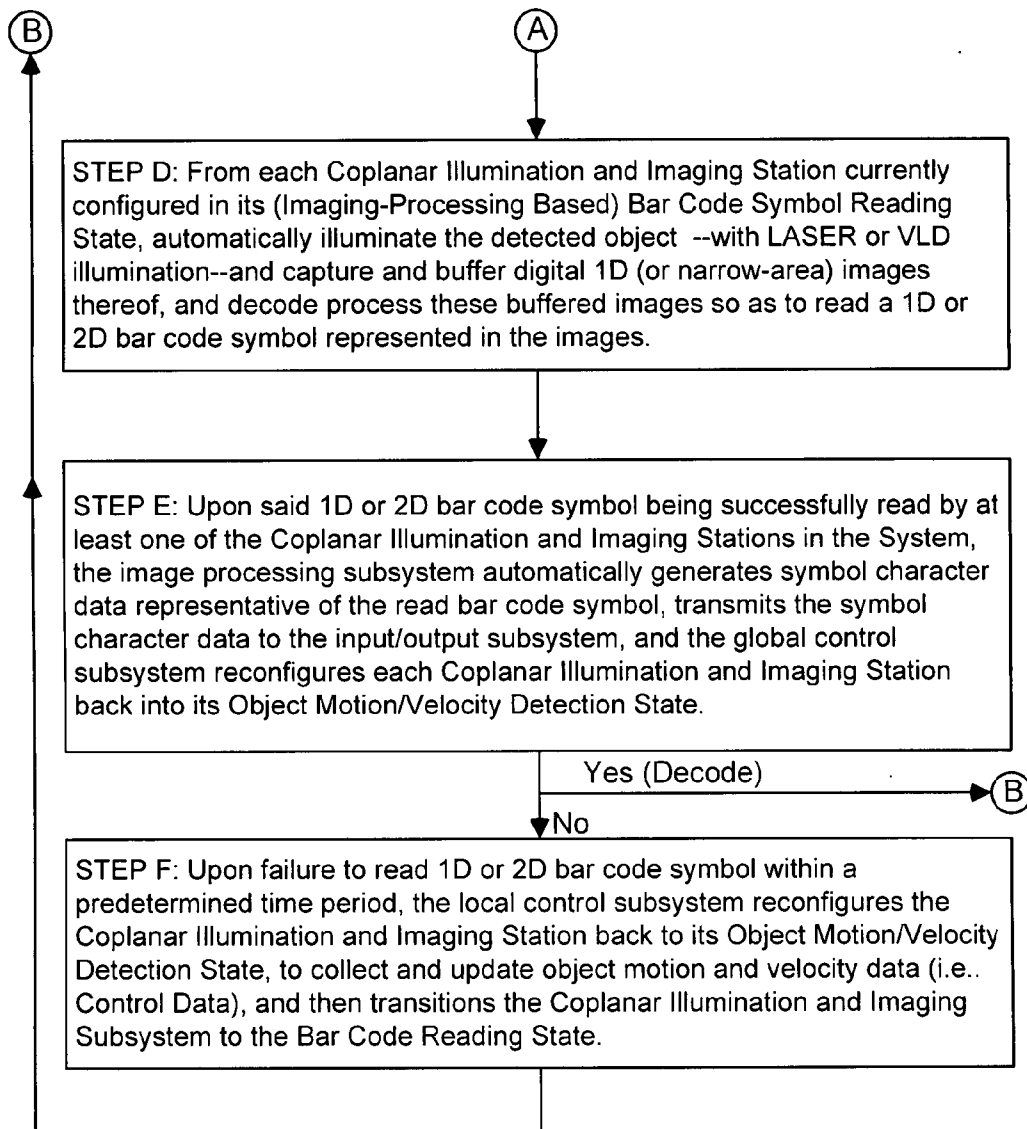 B
A
STEP D: From each Coplanar Illumination and Imaging Station currently
configured in its (Imaging-Processing Based) Bar Code Symbol Reading
State, automatically illuminate the detected object --with LASER or VLD
illumination--and capture and buffer digital 1D (or narrow-area) images
thereof, and decode process these buffered images so as to read a 1D or
2D bar code symbol represented in the images.
STEP E: Upon said 1D or 2D bar code symbol being successfully read by at
least one of the Coplanar Illumination and Imaging Stations in the System,
the image processing subsystem automatically generates symbol character
data representative of the read bar code symbol, transmits the symbol
character data to the input/output subsystem, and the global control
subsystem reconfigures each Coplanar Illumination and Imaging Station
back into its Object Motion/Velocity Detection State.
Yes (Decode)
B
No
STEP F: Upon failure to read 1D or 2D bar code symbol within a
predetermined time period, the local control subsystem reconfigures the
Coplanar Illumination and Imaging Station back to its Object Motion/Velocity
Detection State, to collect and update object motion and velocity data (i.e..
Control Data), and then transitions the Coplanar Illumination and Imaging
Subsystem to the Bar Code Reading State.